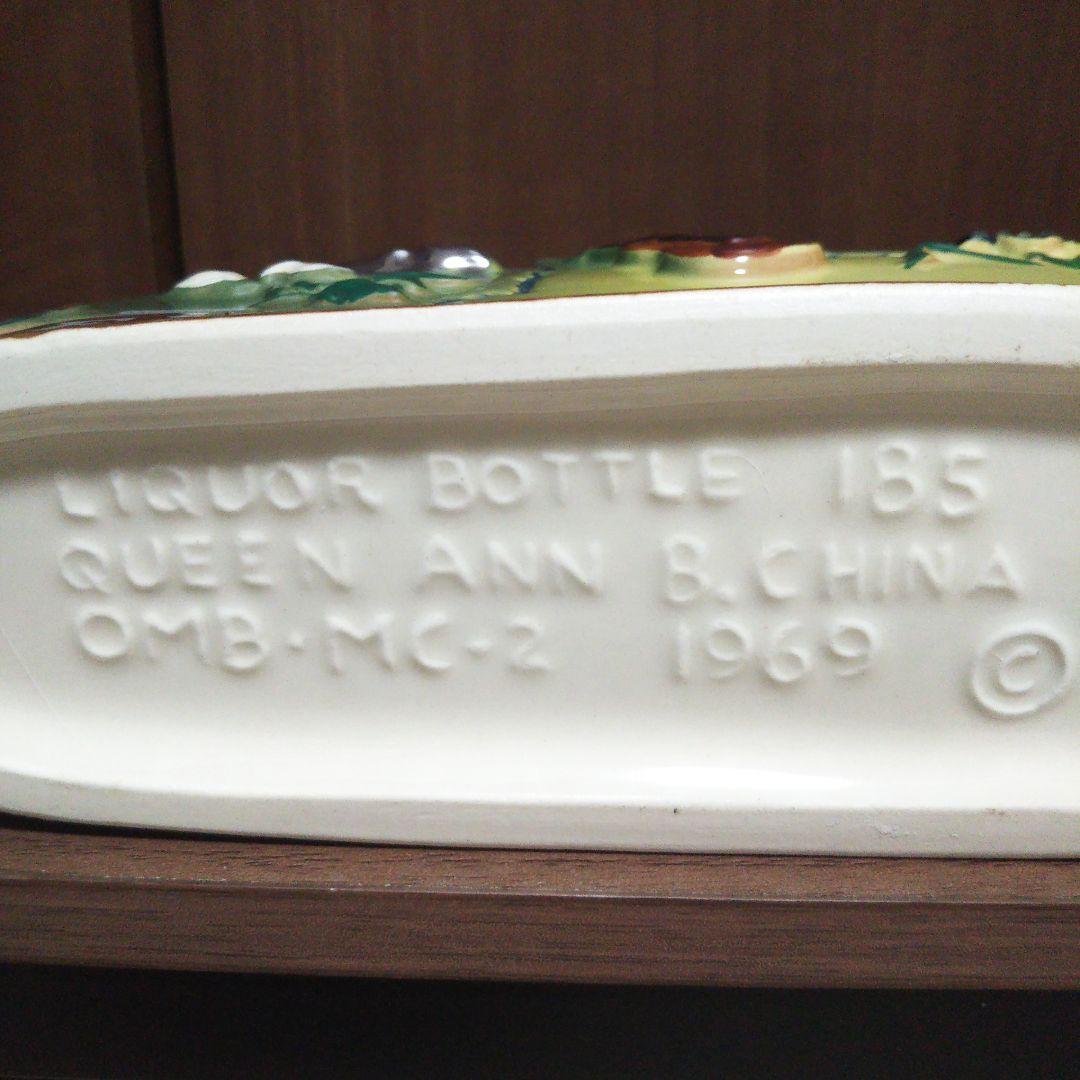 LIQUOR BOTTLE 185
QUEEN ANN B. CHINA
OMB·MC-2 1969 ©